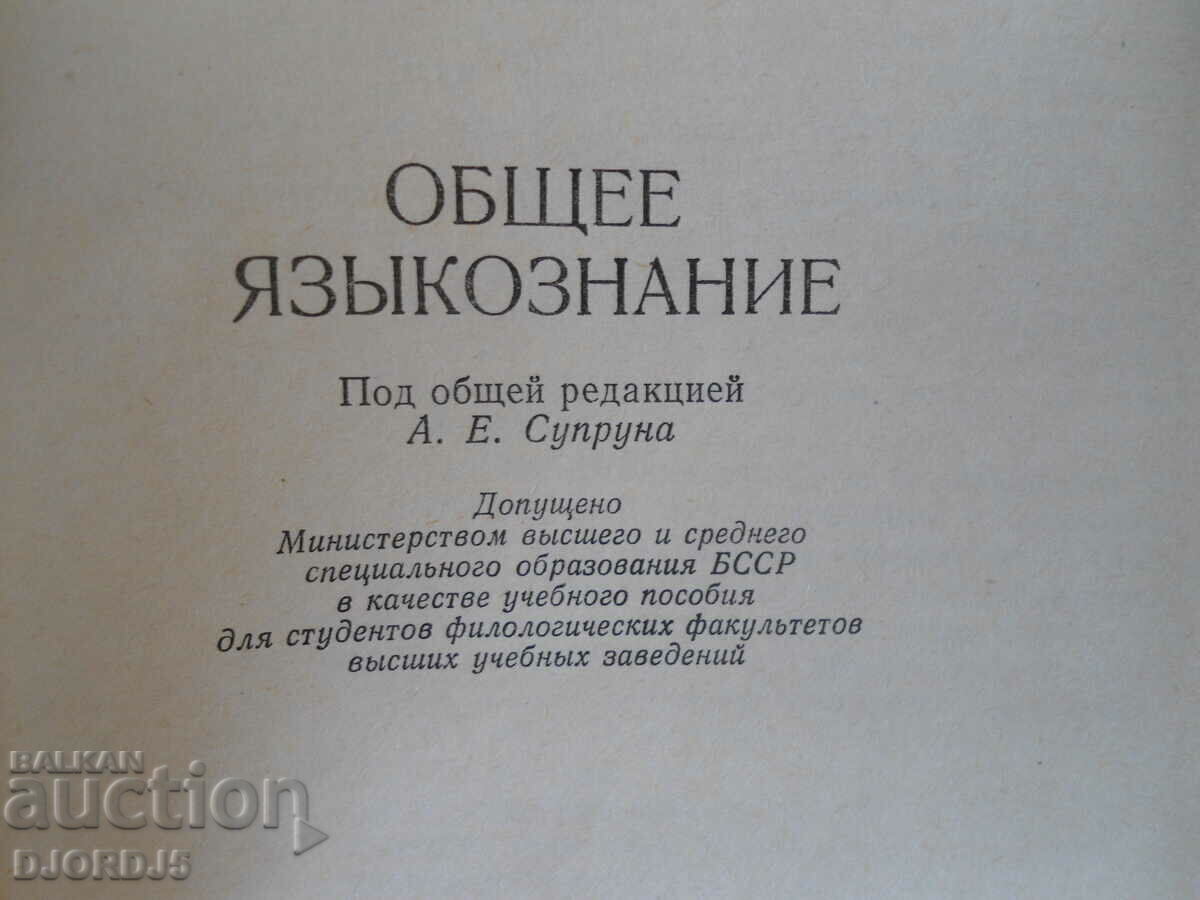 ОБЩЕЕ
ЯЗЫКОЗНАНИЕ
Под общей редакцией
А. Е. Супруна
Допущено
Министерством высшего и среднего
специального образования БССР
в качестве учебного пособия
для студентов филологических факультетов
высших учебных заведений
BALKAN
auction
DJORDJ5